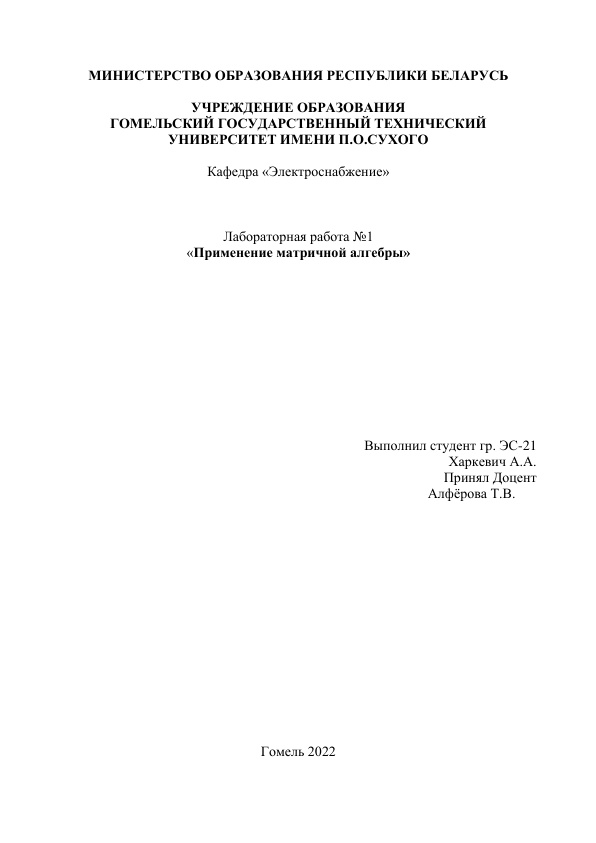 МИНИСТЕРСТВО ОБРАЗОВАНИЯ РЕСПУБЛИКИ БЕЛАРУСЬ
УЧРЕЖДЕНИЕ ОБРАЗОВАНИЯ
ГОМЕЛЬСКИЙ ГОСУДАРСТВЕННЫЙ ТЕХНИЧЕСКИЙ
УНИВЕРСИТЕТ ИМЕНИ П.О.СУХОГО
Кафедра «Электроснабжение»
Лабораторная работа №1
«Применение матричной алгебры»
Выполнил студент гр. ЭС-21
Харкевич А.А.
Принял Доцент
Алфёрова Т.В.
Гомель 2022